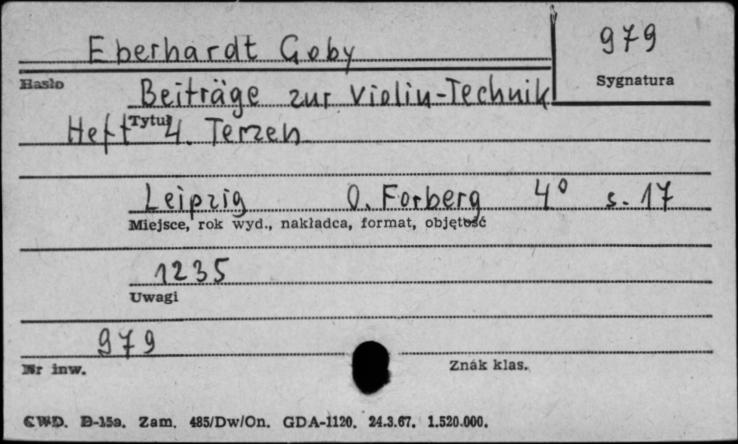 Eberhardt Goby
979
Hasło
Sygnatura
Beiträge zur Violin-Technik
Tytuł
Heft 4. Terzen
Leipzig O. Forberg 4° s. 17
Miejsce, rok wyd., nakładca, format, objętość
1235
Uwagi
979
Nr inw.
Znak klas.
CWD. D-15a. Zam. 485/Dw/On. GDA-1120. 24.3.67. 1.520.000.